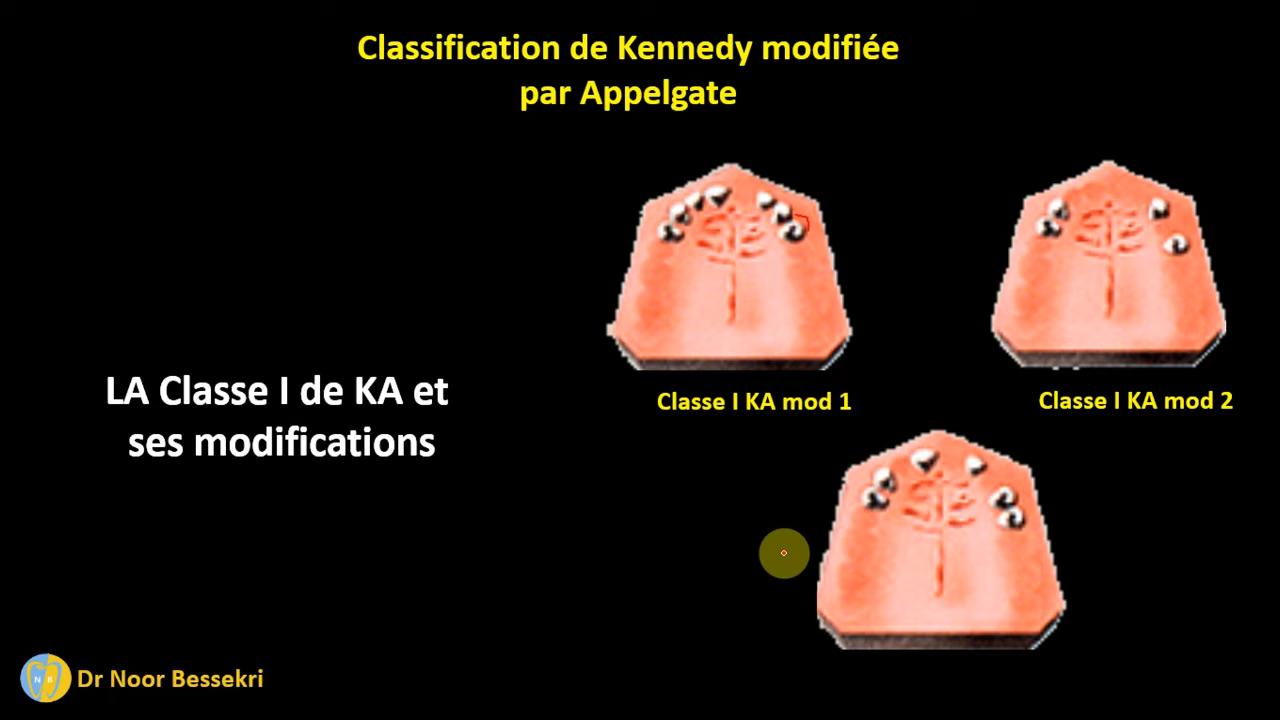 Classification de Kennedy modifiée
par Appelgate
LA Classe I de KA et
ses modifications
Classe I KA mod 1
Classe I KA mod 2
N B
Dr Noor Bessekri